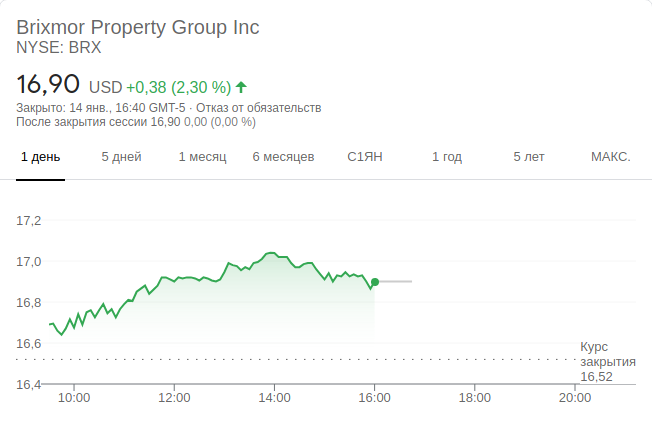 Brixmor Property Group Inc
NYSE: BRX
16,90 USD +0,38 (2,30 %)
Закрыто: 14 янв., 16:40 GMT-5 · Отказ от обязательств
После закрытия сессии 16,90 0,00 (0,00 %)
1 день 5 дней 1 месяц 6 месяцев С1ЯН 1 год 5 лет МАКС.
17,2
17,0
16,8
16,6
Курс
закрытия
16,52
16,4
10:00 12:00 14:00 16:00 18:00 20:00